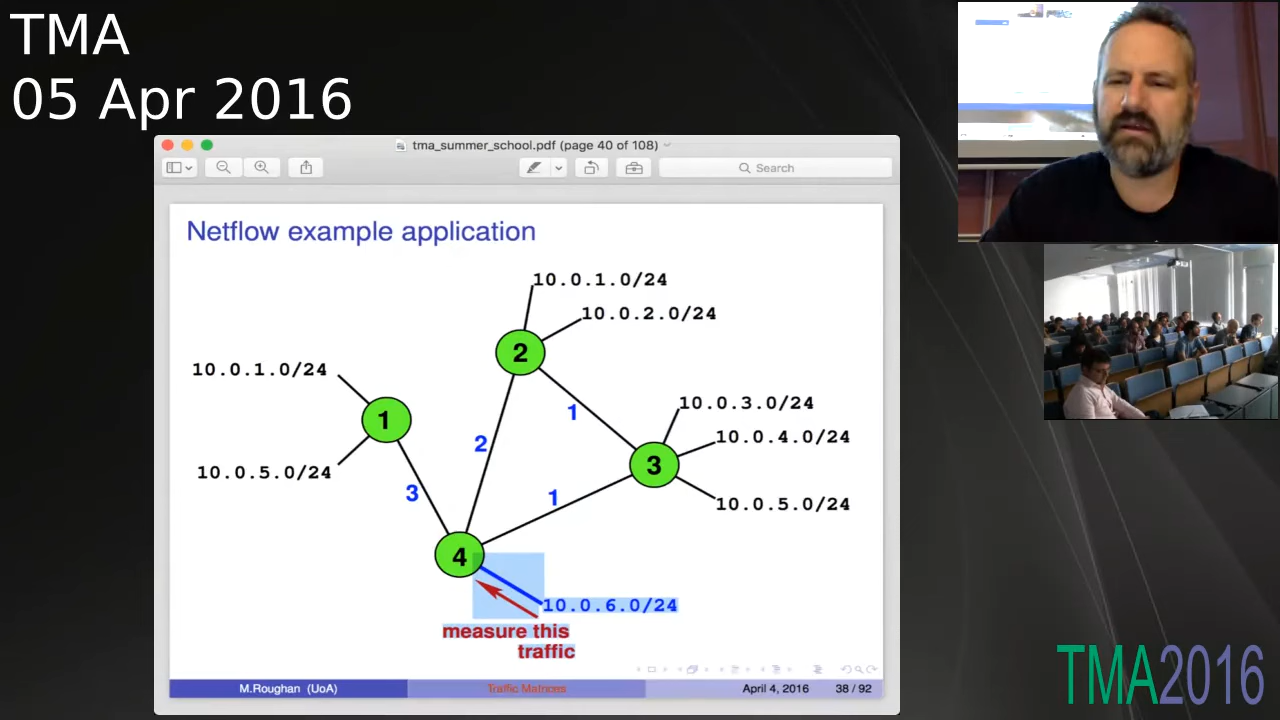 TMA
05 Apr 2016
tma_summer_school.pdf (page 40 of 108)
Search
Netflow example application
10.0.1.0/24
10.0.2.0/24
2
10.0.1.0/24
1
10.0.3.0/24
1
10.0.4.0/24
2
3
10.0.5.0/24
10.0.5.0/24
3
1
4
10.0.6.0/24
measure this
traffic
M.Roughan (UoA)
Traffic Matrices
April 4, 2016
38 / 92
TMA2016